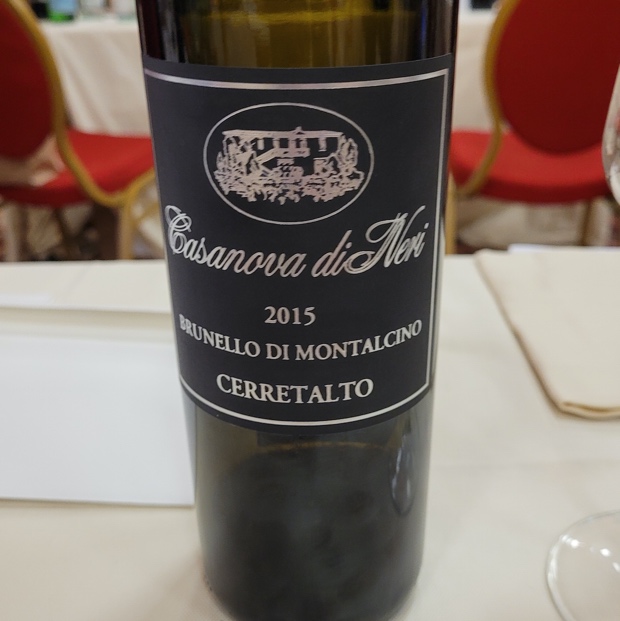 Casanova di Neri
2015
BRUNELLO DI MONTALCINO
CERRETALTO